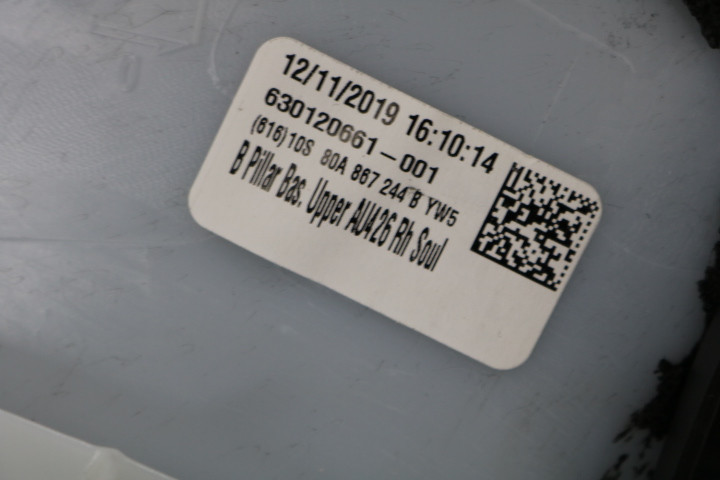 12/11/2019 16:10:14
630120661-001
(616)10S 80A 867 244 B YW5
B Pillar Bas. Upper AU426 Rh Soul